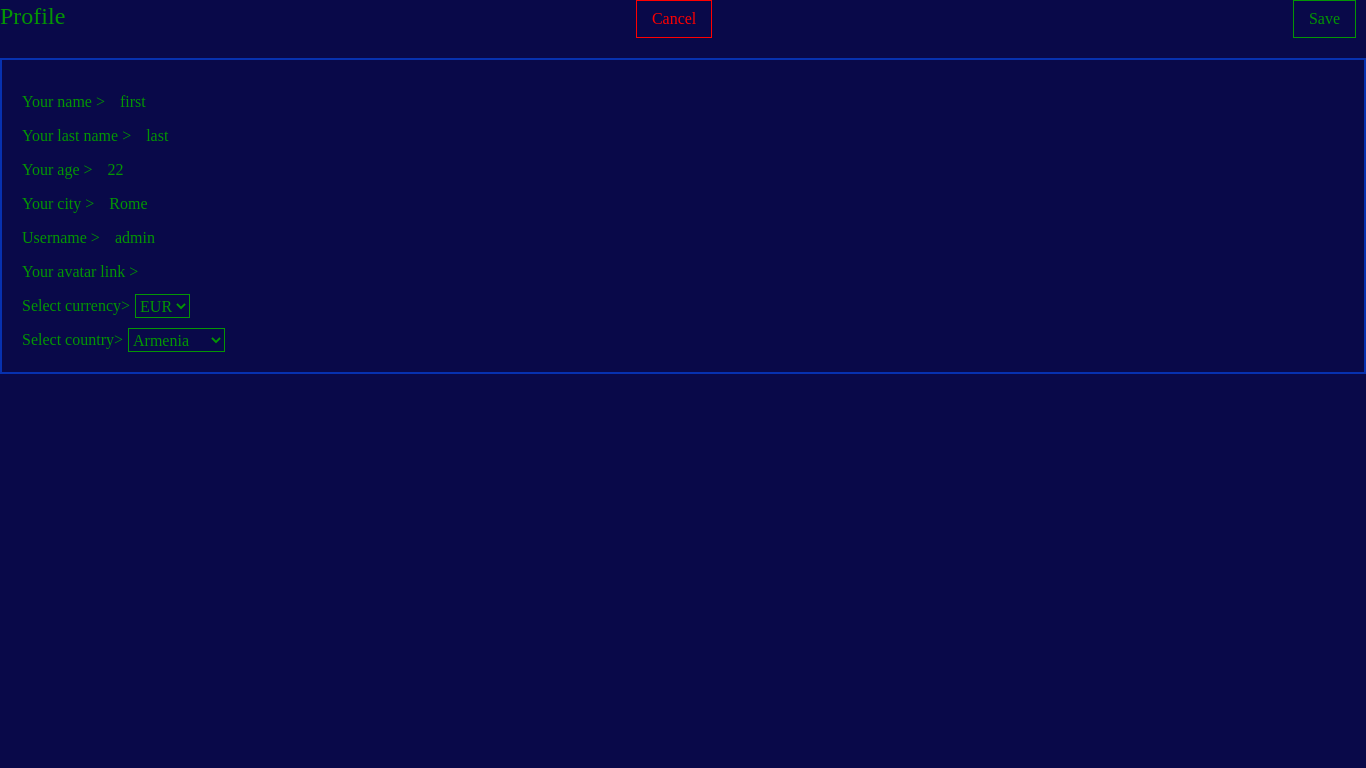 Profile Cancel Save
Your name > first
Your last name > last
Your age > 22
Your city > Rome
Username > admin
Your avatar link >
Select currency> EUR
Select country> Armenia